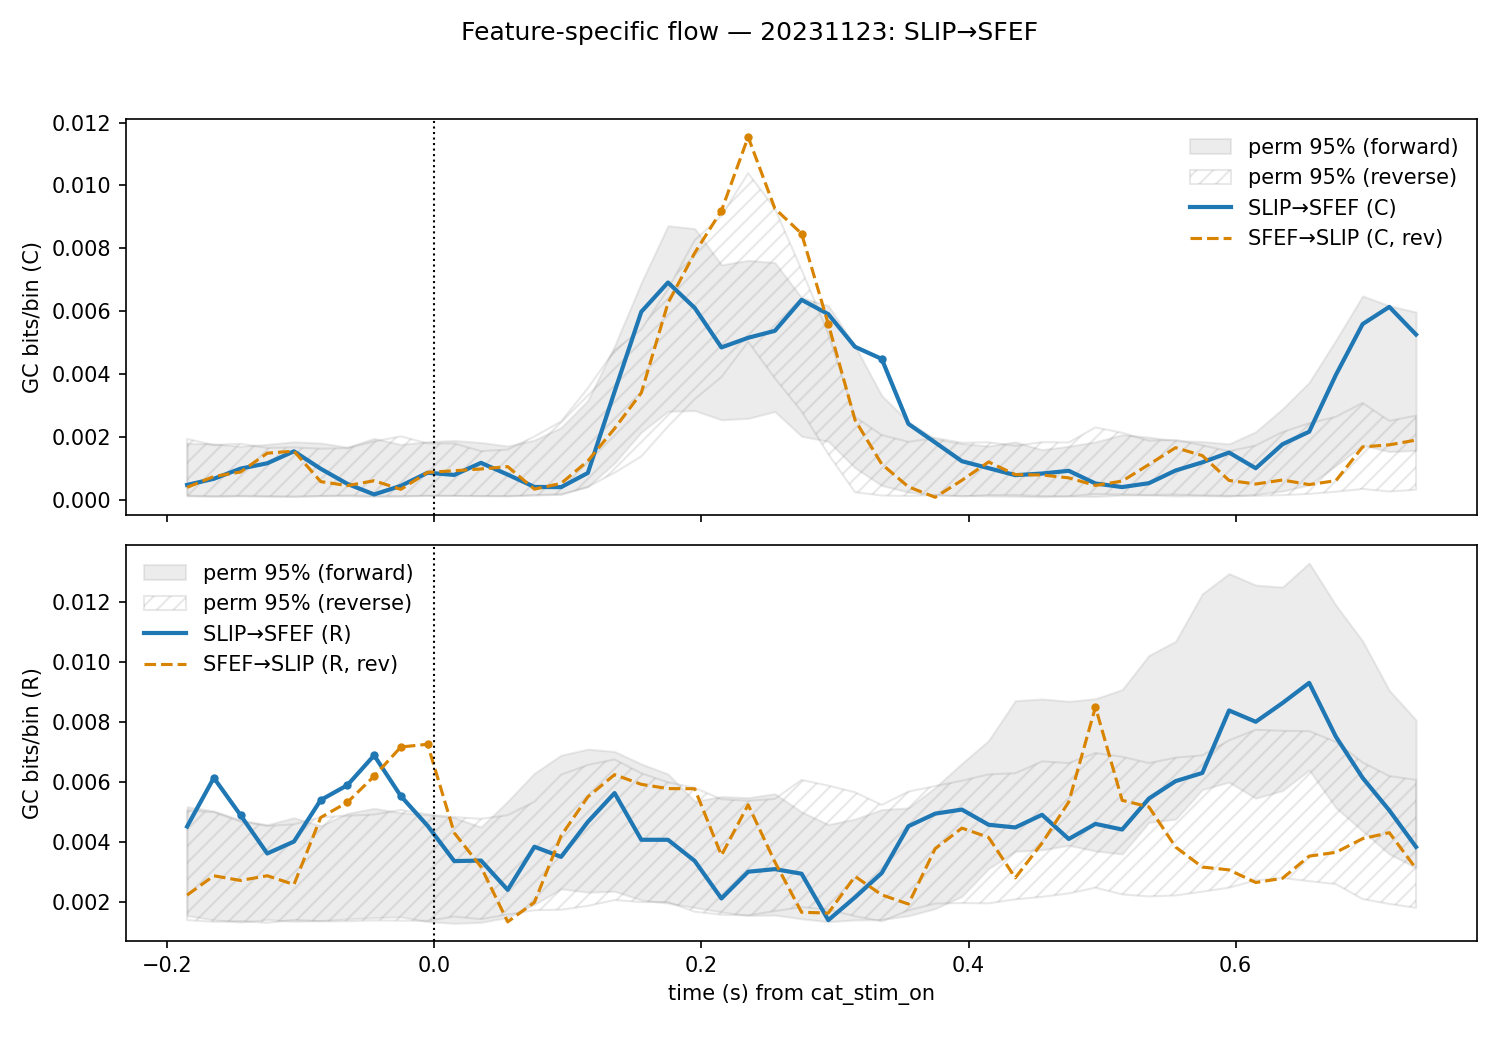 Feature-specific flow — 20231123: SLIP→SFEF
GC bits/bin (C)
0.012
0.010
0.008
0.006
0.004
0.002
0.000
perm 95% (forward)
perm 95% (reverse)
SLIP→SFEF (C)
SFEF→SLIP (C, rev)
GC bits/bin (R)
0.012
0.010
0.008
0.006
0.004
0.002
perm 95% (forward)
perm 95% (reverse)
SLIP→SFEF (R)
SFEF→SLIP (R, rev)
−0.2 0.0 0.2 0.4 0.6
time (s) from cat_stim_on